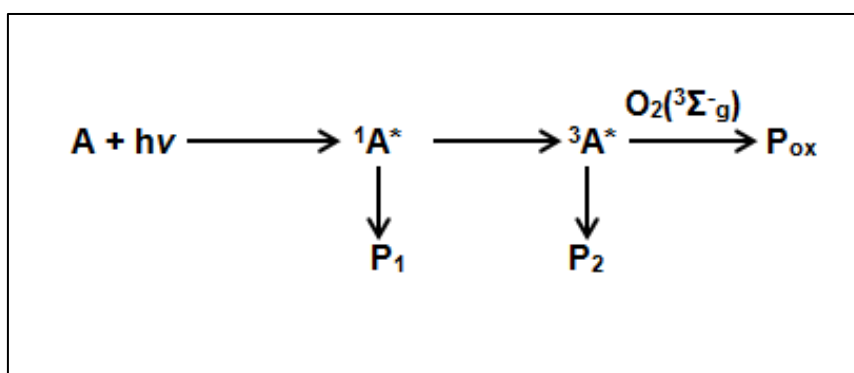 O₂(³Σ⁻g)
A + hν ⟶ ¹A* ⟶ ³A* ⟶ Pₒₓ
P₁ P₂